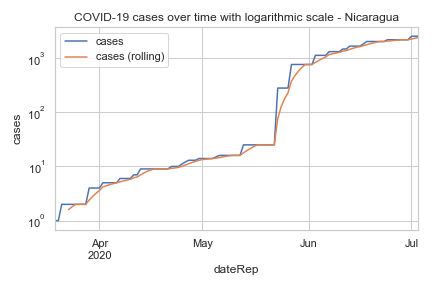 COVID-19 cases over time with logarithmic scale - Nicaragua
cases
cases (rolling)
10³
10²
10¹
10⁰
cases
Apr
2020
May
Jun
Jul
dateRep